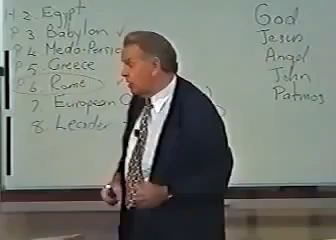 H 2. Egypt
P 3. Babylon
P 4. Medo-Persia
P 5. Greece
P 6. Rome
7. European
8. Leader
God
Jesus
Angel
John
Patmos